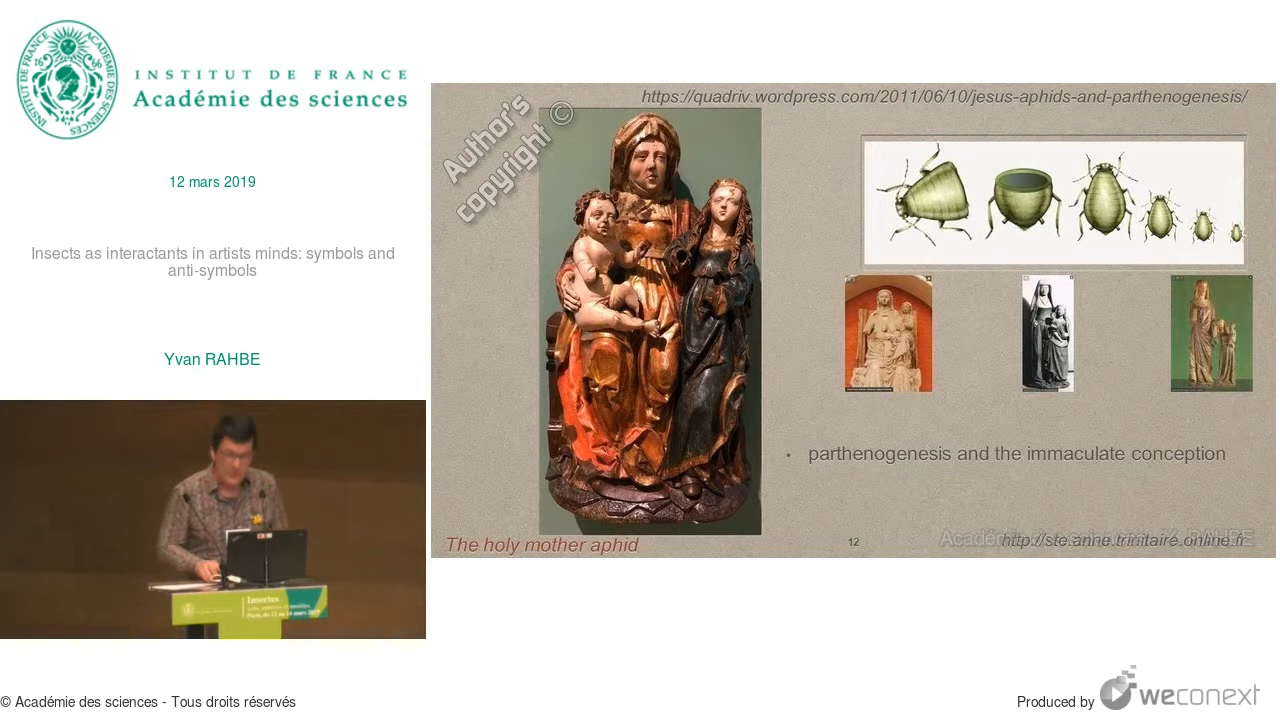 INSTITUT DE FRANCE
Académie des sciences
12 mars 2019
Insects as interactants in artists minds: symbols and
anti-symbols
Yvan RAHBE
Insectes
Author's
copyright ©
https://quadriv.wordpress.com/2011/06/10/jesus-aphids-and-parthenogenesis/
• parthenogenesis and the immaculate conception
The holy mother aphid
12
http://ste.anne.trinitaire.online.fr
© Académie des sciences - Tous droits réservés
Produced by weconext